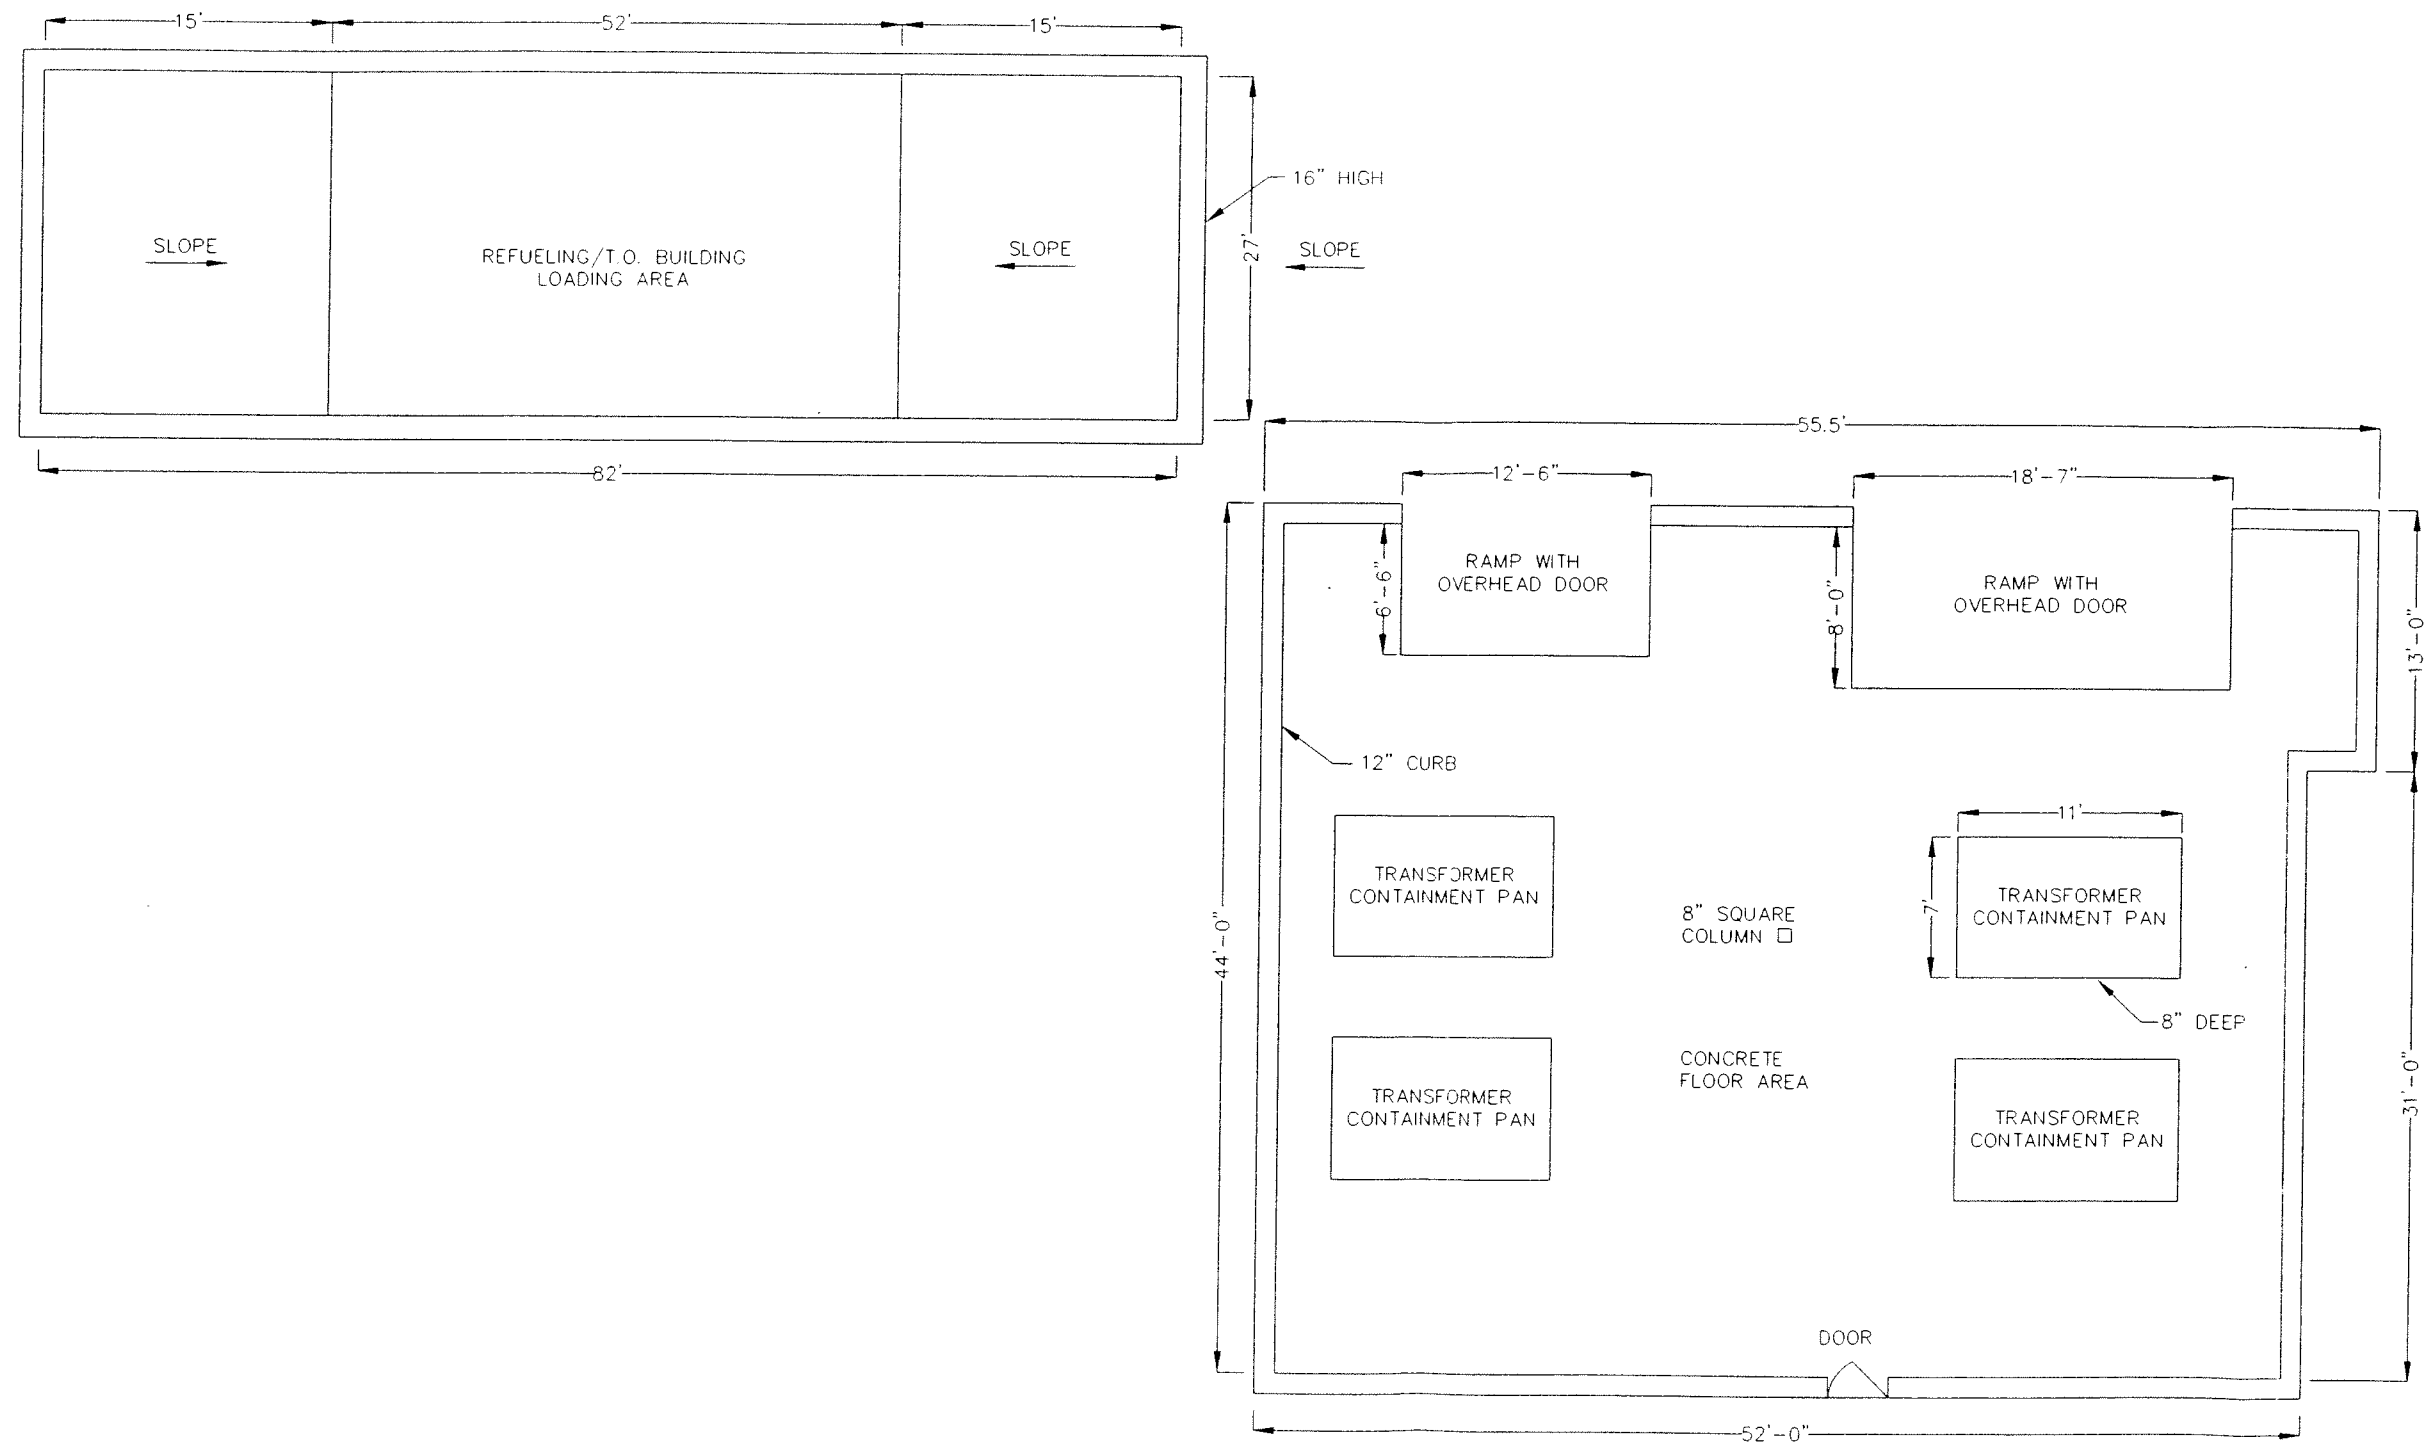 15'
52'
15'
16" HIGH
SLOPE
REFUELING/T.O. BUILDING
LOADING AREA
SLOPE
SLOPE
27'
82'
55.5'
12'-6"
18'-7"
RAMP WITH
OVERHEAD DOOR
6'-6"
RAMP WITH
OVERHEAD DOOR
8'-0"
13'-0"
12" CURB
11'
TRANSFORMER
CONTAINMENT PAN
8" SQUARE
COLUMN
7'
TRANSFORMER
CONTAINMENT PAN
44'-0"
8" DEEP
CONCRETE
FLOOR AREA
TRANSFORMER
CONTAINMENT PAN
TRANSFORMER
CONTAINMENT PAN
31'-0"
DOOR
52'-0"